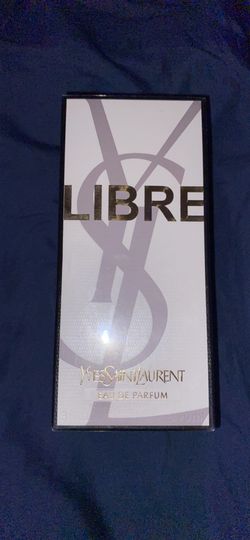 LIBRE
YVESSAINTLAURENT
EAU DE PARFUM